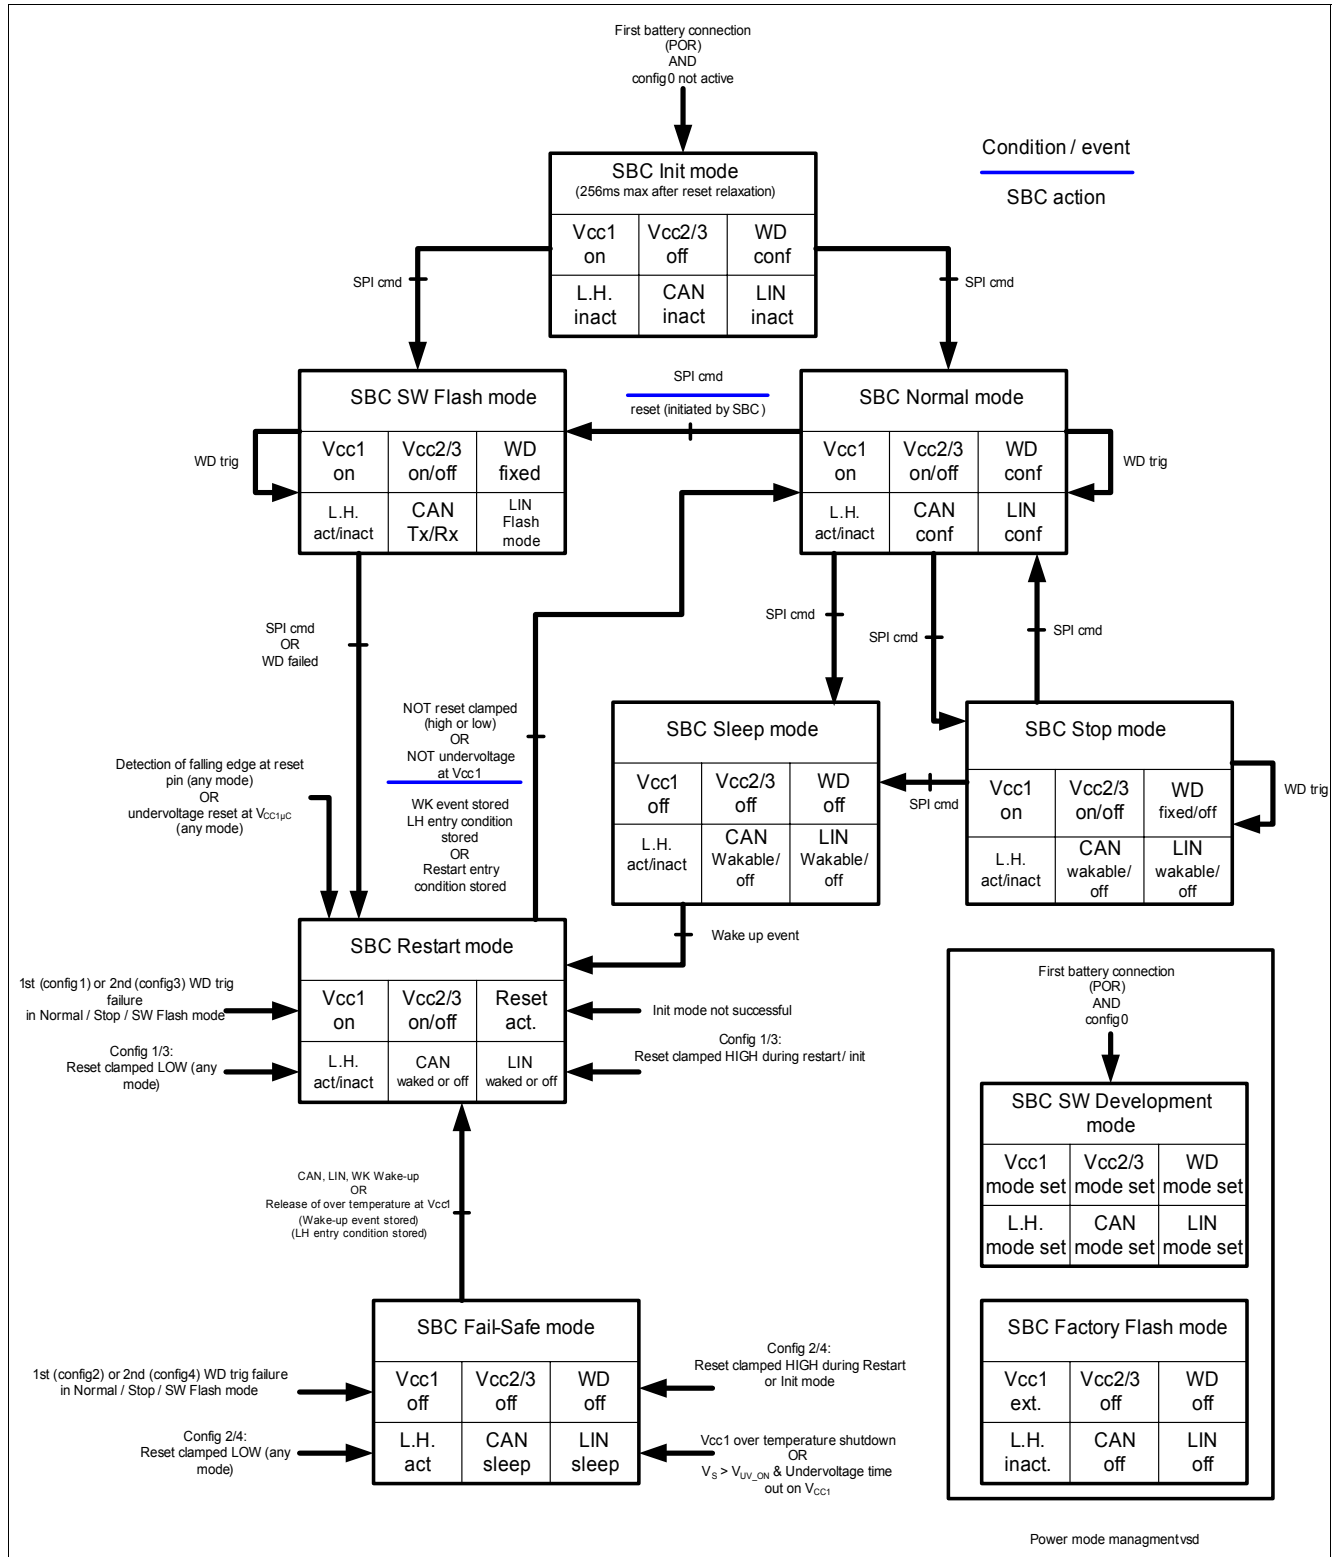 First battery connection
(POR)
AND
config0 not active
Condition / event
SBC action
SBC Init mode
(256ms max after reset relaxation)
Vcc1 Vcc2/3 WD
on off conf
L.H. CAN LIN
inact inact inact
SPI cmd
SPI cmd
SBC SW Flash mode
Vcc1 Vcc2/3 WD
on on/off fixed
L.H. CAN LIN
act/inact Tx/Rx Flash
mode
WD trig
SPI cmd
reset (initiated by SBC)
SBC Normal mode
Vcc1 Vcc2/3 WD
on on/off conf
L.H. CAN LIN
act/inact conf conf
WD trig
SPI cmd
OR
WD failed
SPI cmd
SPI cmd
SPI cmd
NOT reset clamped
(high or low)
OR
NOT undervoltage
at Vcc1
WK event stored
LH entry condition
stored
OR
Restart entry
condition stored
Detection of falling edge at reset
pin (any mode)
OR
undervoltage reset at VCC1µC
(any mode)
SBC Sleep mode
Vcc1 Vcc2/3 WD
off off off
L.H. CAN LIN
act/inact Wakable/ Wakable/
off off
SPI cmd
SBC Stop mode
Vcc1 Vcc2/3 WD
on on/off fixed/off
L.H. CAN LIN
act/inact wakable/ wakable/
off off
WD trig
Wake up event
SBC Restart mode
Vcc1 Vcc2/3 Reset
on on/off act.
L.H. CAN LIN
act/inact waked or off waked or off
1st (config1) or 2nd (config3) WD trig
failure
in Normal / Stop / SW Flash mode
Config 1/3:
Reset clamped LOW (any
mode)
Init mode not successful
Config 1/3:
Reset clamped HIGH during restart / init
CAN, LIN, WK Wake-up
OR
Release of over temperature at Vcc1
(Wake-up event stored)
(LH entry condition stored)
SBC Fail-Safe mode
Vcc1 Vcc2/3 WD
off off off
L.H. CAN LIN
act sleep sleep
1st (config2) or 2nd (config4) WD trig failure
in Normal / Stop / SW Flash mode
Config 2/4:
Reset clamped LOW (any
mode)
Config 2/4:
Reset clamped HIGH during Restart
or Init mode
Vcc1 over temperature shutdown
OR
VS > VUV_ON & Undervoltage time
out on VCC1
First battery connection
(POR)
AND
config0
SBC SW Development
mode
Vcc1 Vcc2/3 WD
mode set mode set mode set
L.H. CAN LIN
mode set mode set mode set
SBC Factory Flash mode
Vcc1 Vcc2/3 WD
ext. off off
L.H. CAN LIN
inact. off off
Power mode managmentvsd